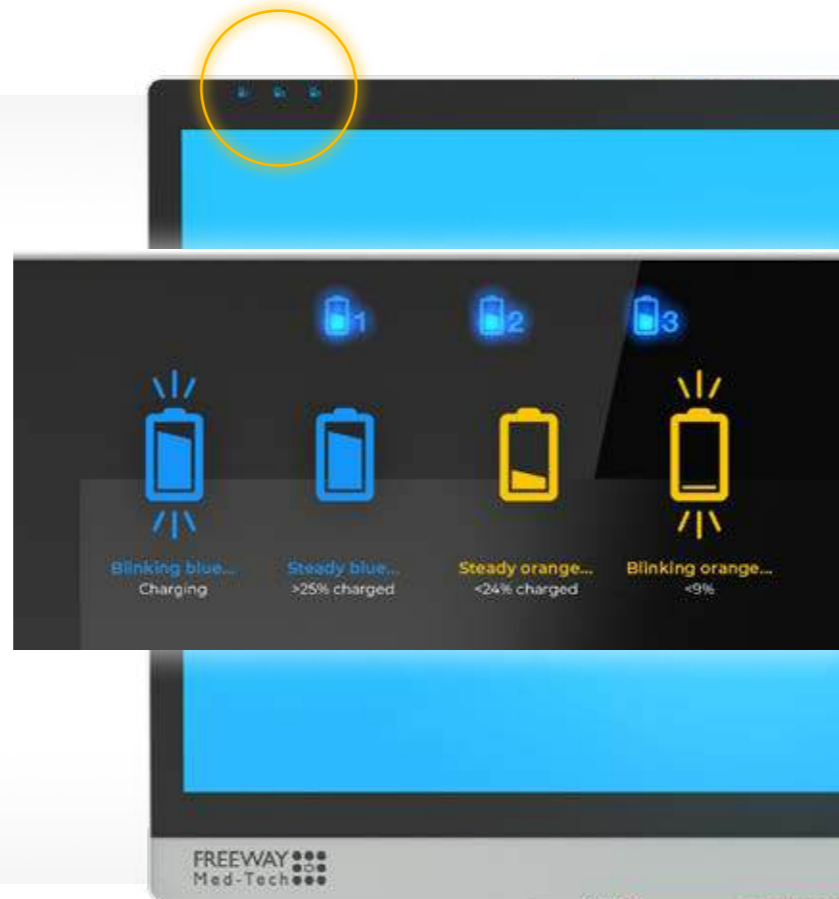 1
2
3
Blinking blue...
Charging
Steady blue...
>25% charged
Steady orange...
<24% charged
Blinking orange...
<9%
FREEWAY
Med-Tech